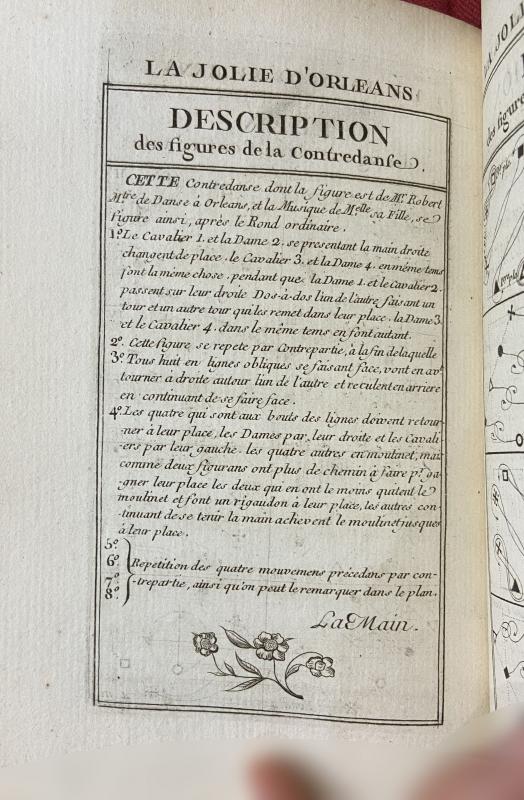 LA JOLIE D'ORLEANS
DESCRIPTION
des figures de la Contredanse.
CETTE Contredanse dont la figure est de Mr. Robert
Mtre de Danse à Orleans, et la Musique de Melle sa Fille, se
figure ainsi, après le Rond ordinaire.
1º. Le Cavalier 1. et la Dame 2. se presentant la main droite
changent de place. le Cavalier 3. et la Dame 4. en même tems
font la même chose, pendant que la Dame 1. et le Cavalier 2.
passent sur leur droite Dos-à-dos l'un de l'autre faisant un
tour et un autre tour qui les remet dans leur place. la Dame 3.
et le Cavalier 4. dans le même tems en font autant.
2º. Cette figure se repete par Contrepartie, à la fin de laquelle
3º. Tous huit en lignes obliques se faisant face, vont en avt.
tourner a droite autour l'un de l'autre et reculent en arriere
en continuant de se faire face.
4º. Les quatre qui sont aux bouts des lignes doivent retour-
ner à leur place, les Dames par leur droite et les Cavali-
ers par leur gauche. les quatre autres en moulinet, mais
comme deux figurans ont plus de chemin à faire pr. ga-
gner leur place les deux qui en ont le moins quitent le
moulinet et font un rigaudon à leur place, les autres con-
tinuant de se tenir la main achevent le moulinet jusques
à leur place.
5º.
6º.
7º.
8º.
Repetition des quatre mouvemens précedans par con-
-trepartie, ainsi qu'on peut le remarquer dans le plan.
La Main.
LA JOLI
des figure